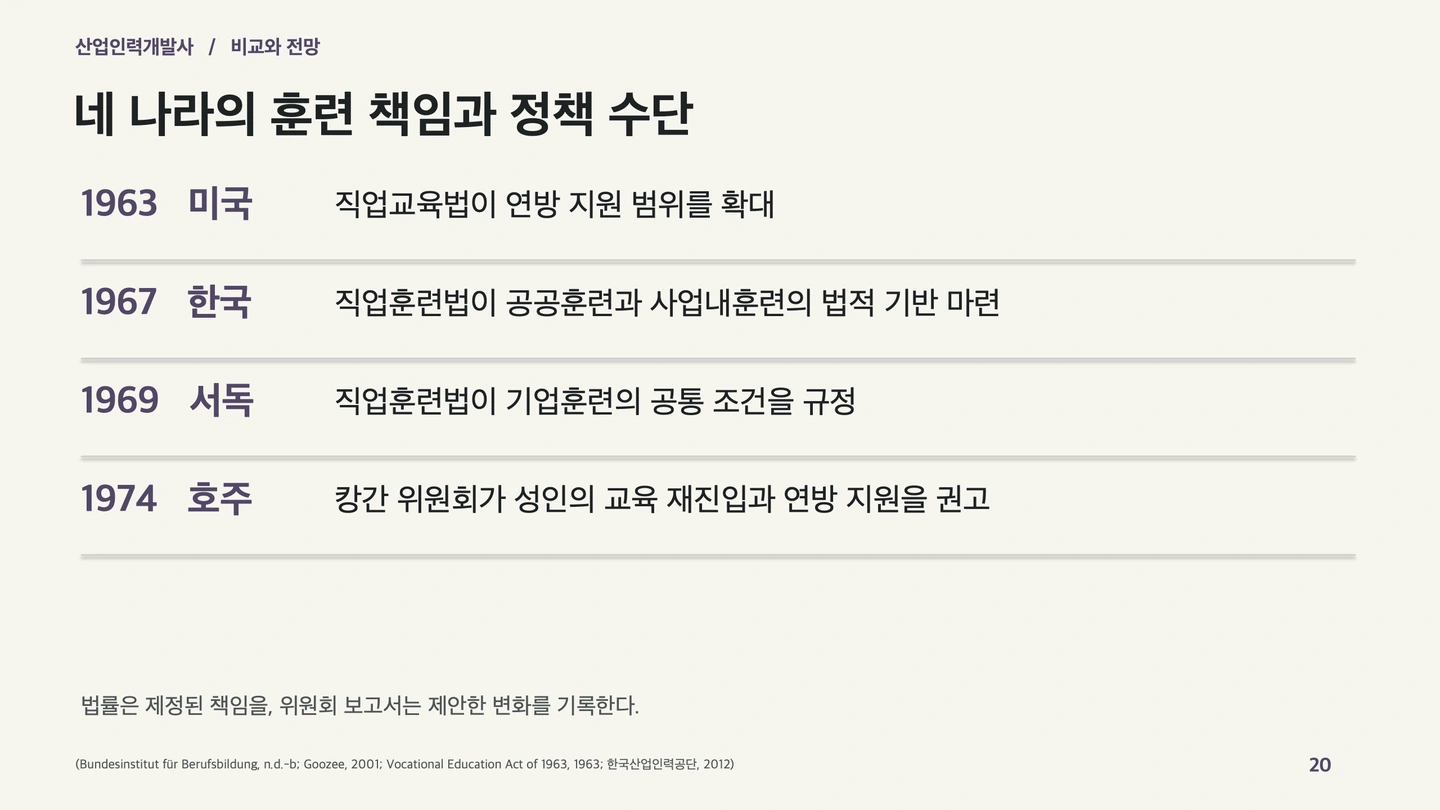 산업인력개발사 / 비교와 전망
네 나라의 훈련 책임과 정책 수단
1963 미국 직업교육법이 연방 지원 범위를 확대
1967 한국 직업훈련법이 공공훈련과 사업내훈련의 법적 기반 마련
1969 서독 직업훈련법이 기업훈련의 공통 조건을 규정
1974 호주 캉간 위원회가 성인의 교육 재진입과 연방 지원을 권고
법률은 제정된 책임을, 위원회 보고서는 제안한 변화를 기록한다.
(Bundesinstitut für Berufsbildung, n.d.-b; Goozee, 2001; Vocational Education Act of 1963, 1963; 한국산업인력공단, 2012)
20